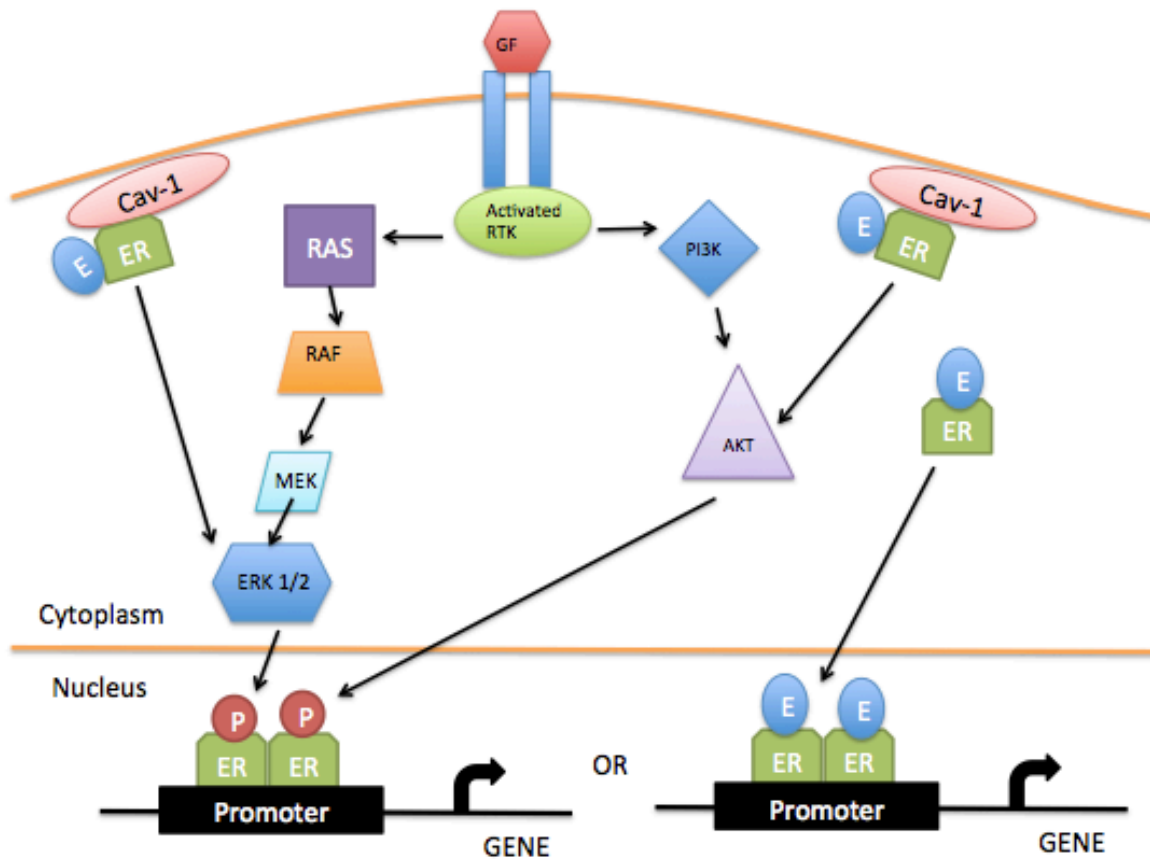 GF
Cav-1
E
ER
RAS
Activated
RTK
PI3K
Cav-1
E
ER
RAF
E
ER
MEK
AKT
ERK 1/2
Cytoplasm
Nucleus
P
P
ER
ER
Promoter
GENE
OR
E
E
ER
ER
Promoter
GENE